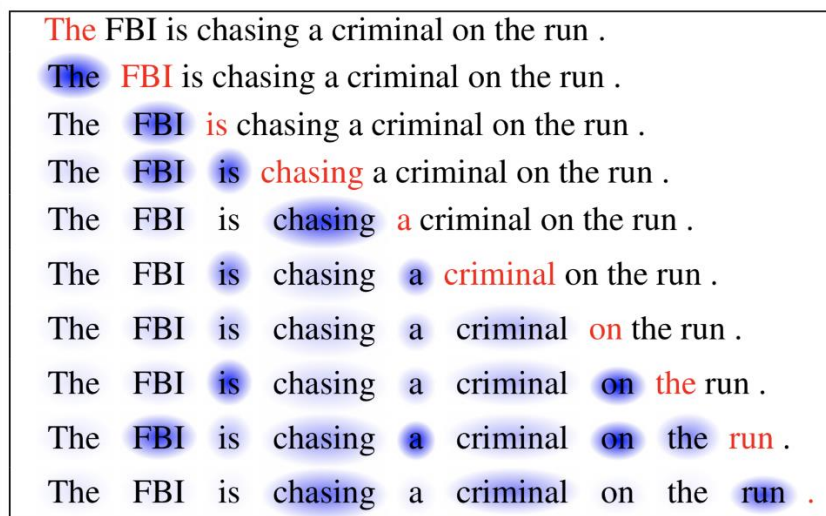 The FBI is chasing a criminal on the run .
The FBI is chasing a criminal on the run .
The FBI is chasing a criminal on the run .
The FBI is chasing a criminal on the run .
The FBI is chasing a criminal on the run .
The FBI is chasing a criminal on the run .
The FBI is chasing a criminal on the run .
The FBI is chasing a criminal on the run .
The FBI is chasing a criminal on the run .
The FBI is chasing a criminal on the run .